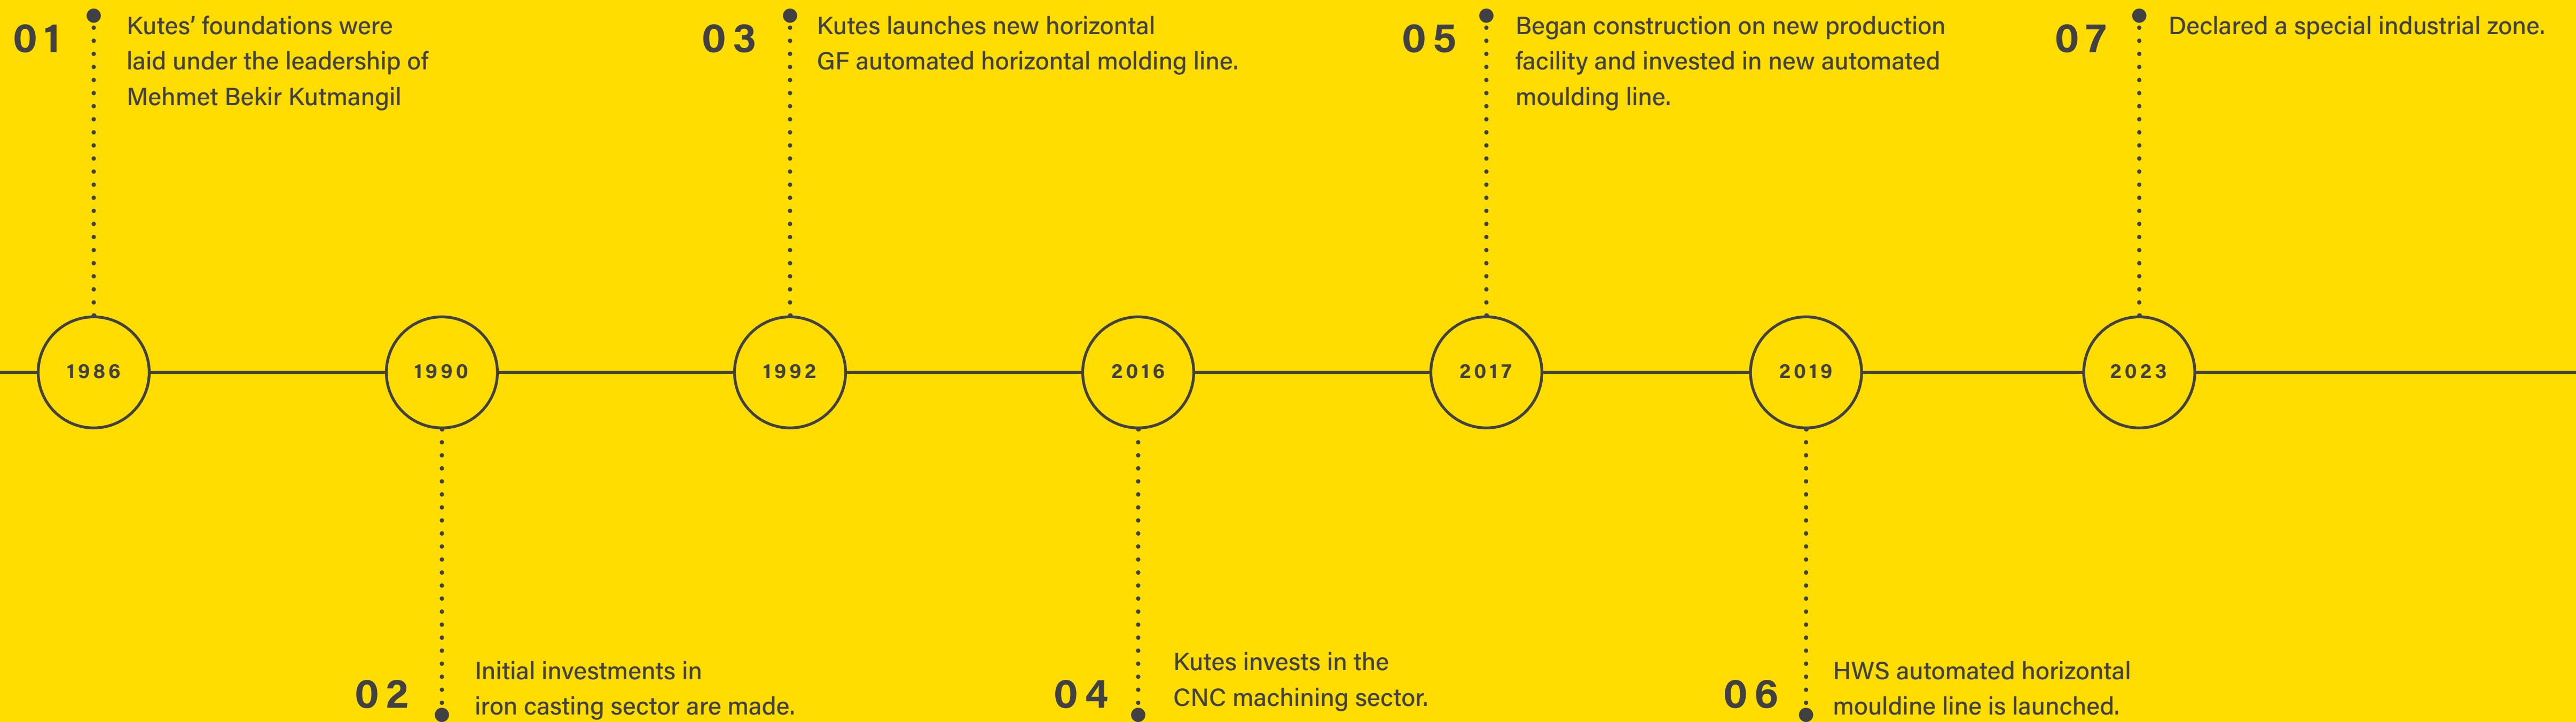 01
Kutes’ foundations were
laid under the leadership of
Mehmet Bekir Kutmangil
03
Kutes launches new horizontal
GF automated horizontal molding line.
05
Began construction on new production
facility and invested in new automated
moulding line.
07
Declared a special industrial zone.
1986
1990
1992
2016
2017
2019
2023
02
Initial investments in
iron casting sector are made.
04
Kutes invests in the
CNC machining sector.
06
HWS automated horizontal
mouldine line is launched.